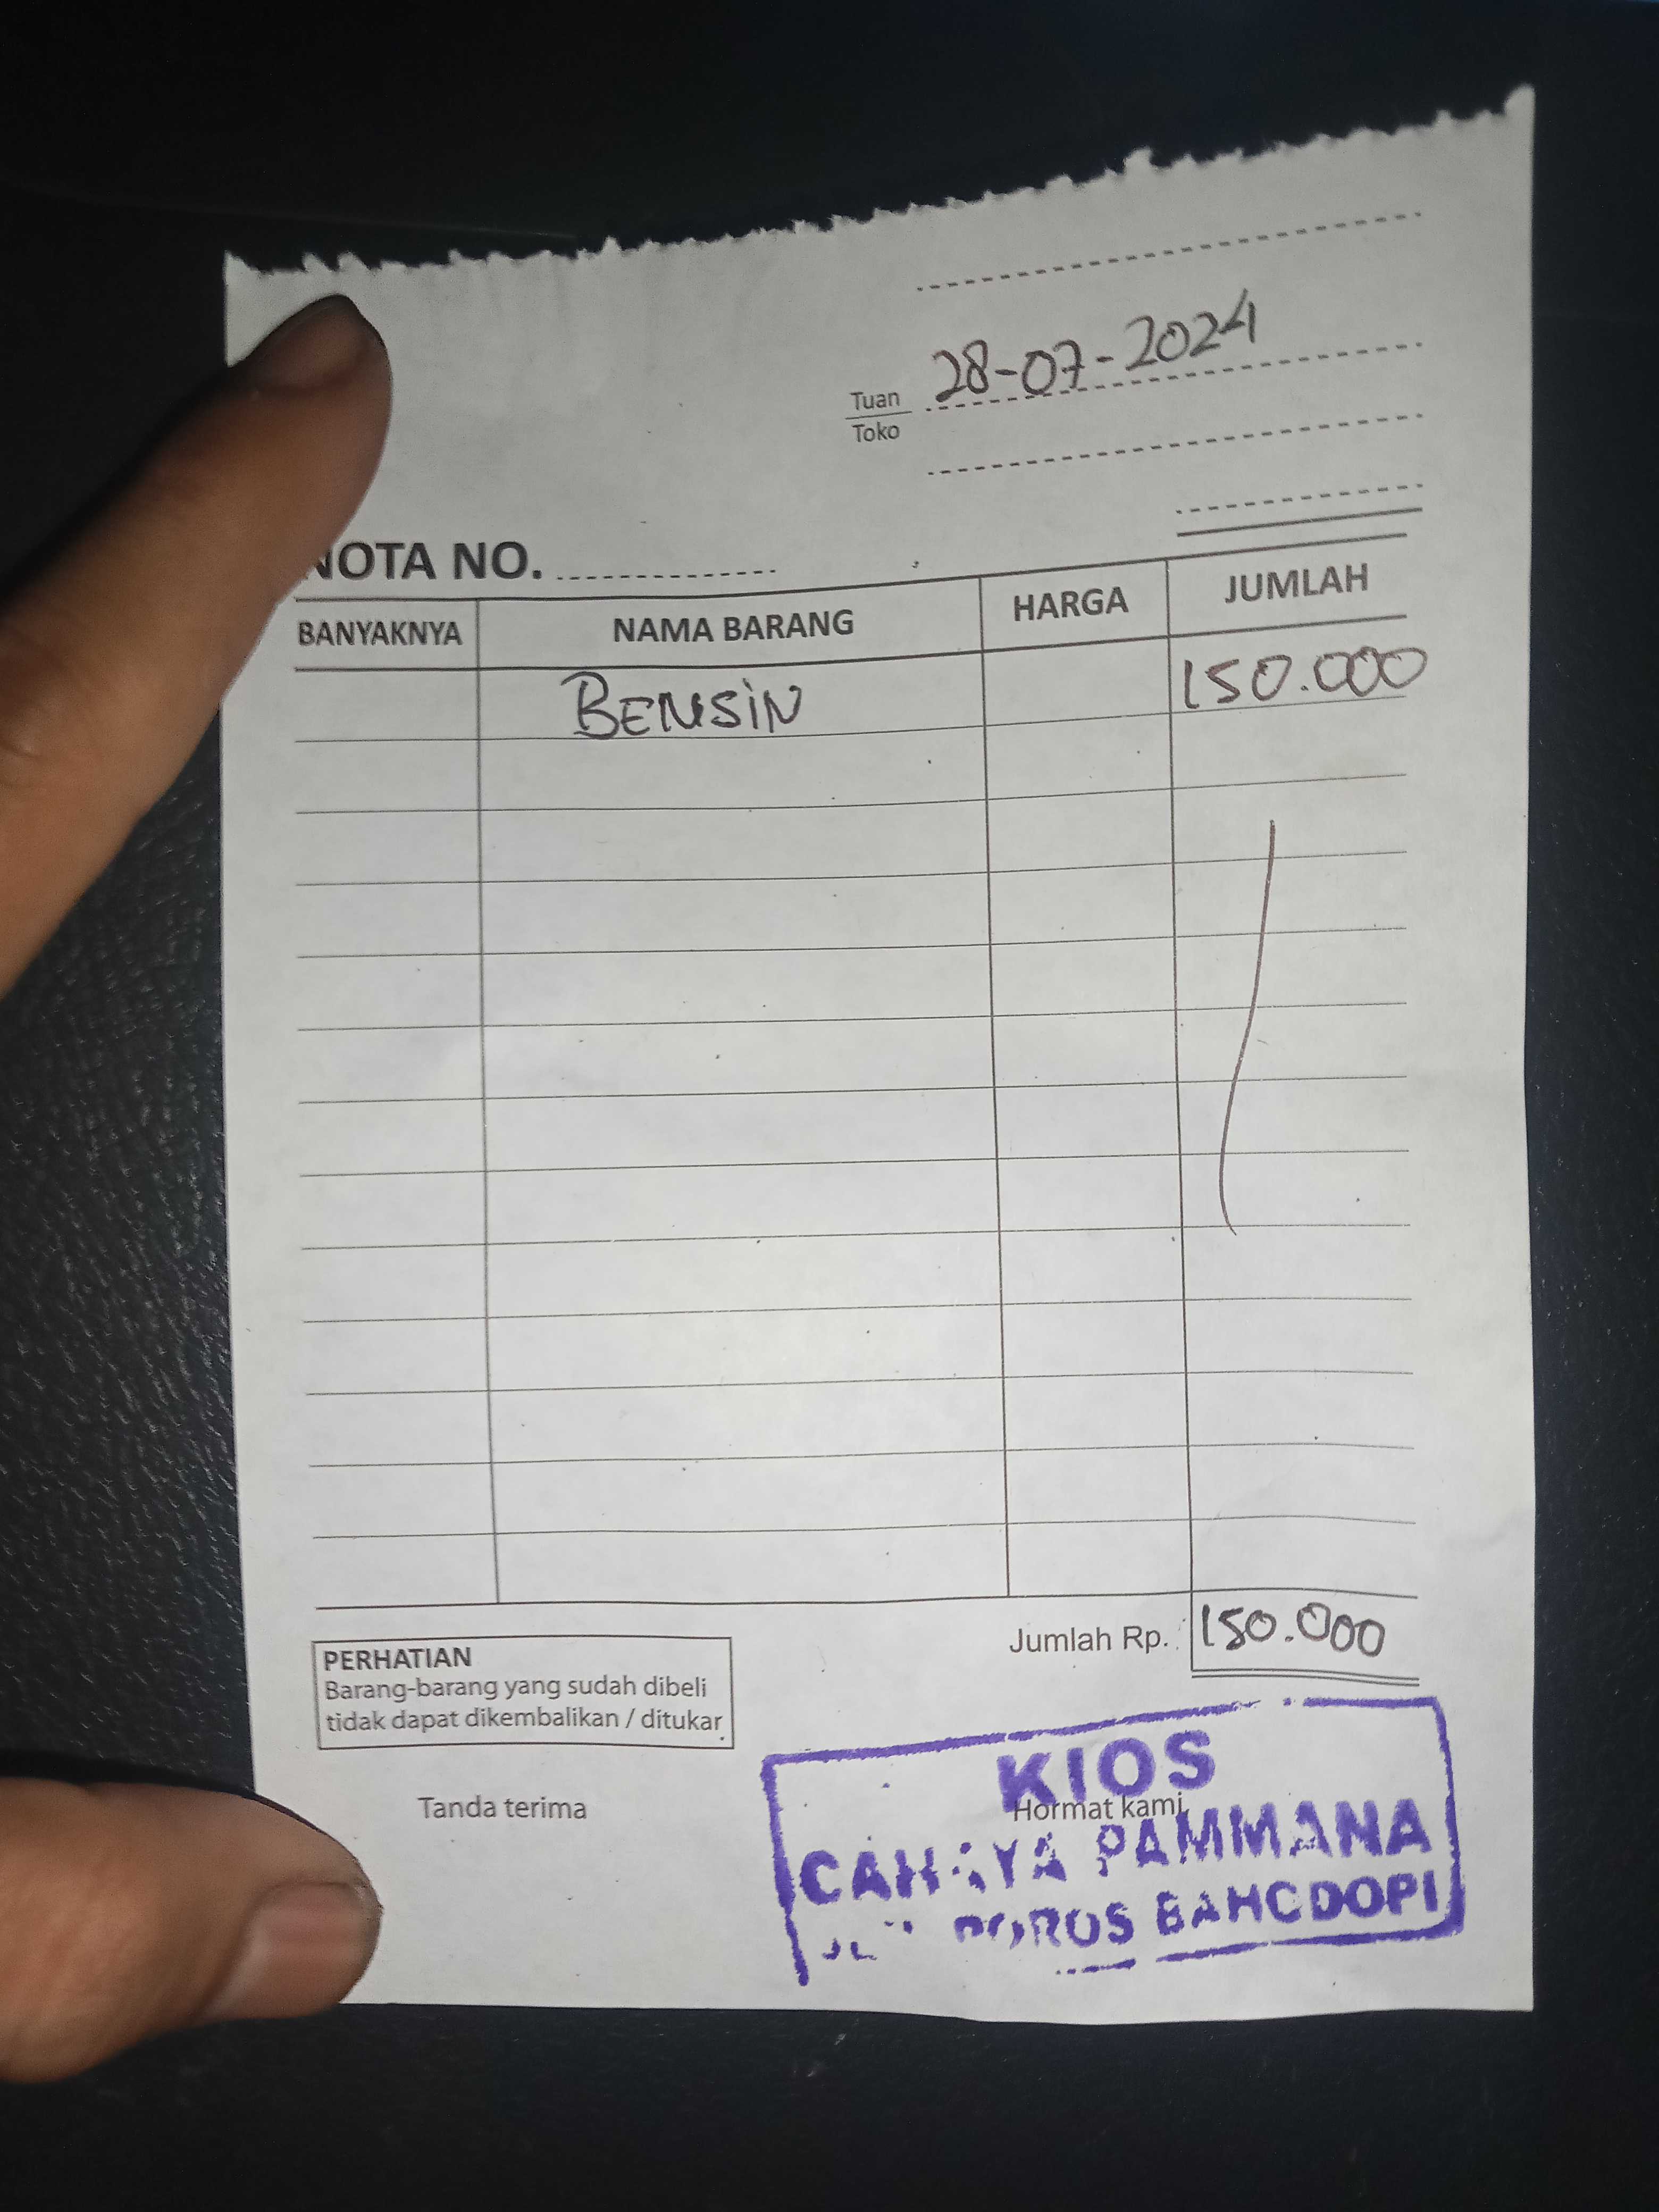 28-07-2024
Tuan
Toko
NOTA NO.
BANYAKNYA NAMA BARANG HARGA JUMLAH
BENSIN 150.000
Jumlah Rp. 150.000
PERHATIAN
Barang-barang yang sudah dibeli
tidak dapat dikembalikan / ditukar
Tanda terima
Hormat kami,
KIOS
CAHAYA PAMMANA
POROS BAHODOPI